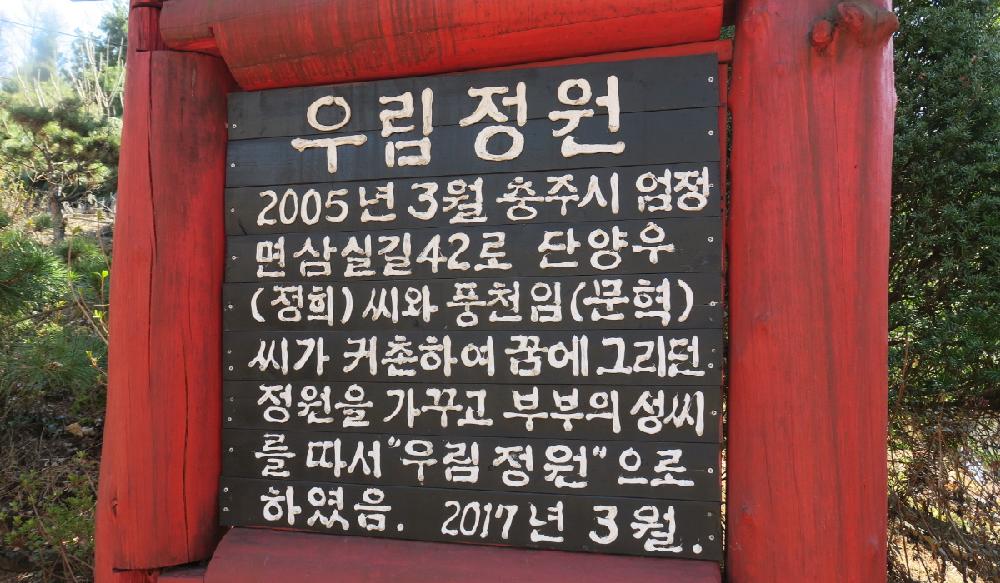 우림정원
2005년 3월 충주시 엄정
면삼실길42로 단양우
(정희)씨와 풍천임(문혁)
씨가 귀촌하여 꿈에그리던
정원을 가꾸고 부부의 성씨
를 따서"우림정원"으로
하였음. 2017년 3월.